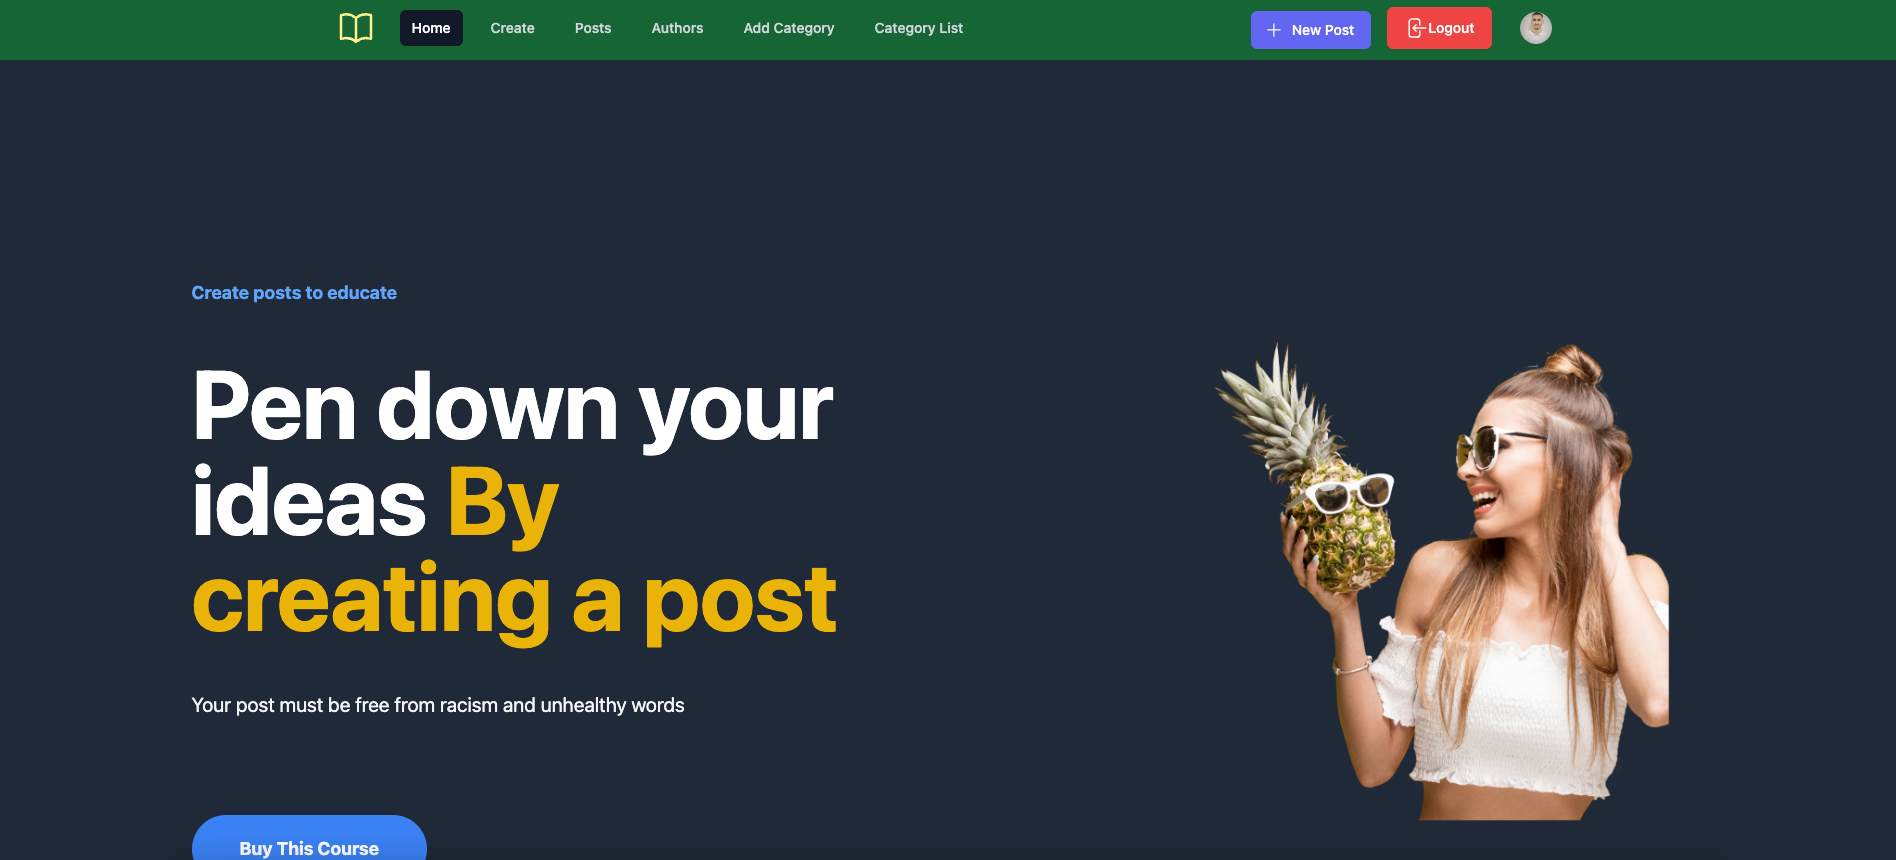 Home Create Posts Authors Add Category Category List New Post Logout
Create posts to educate
Pen down your
ideas By
creating a post
Your post must be free from racism and unhealthy words
Buy This Course